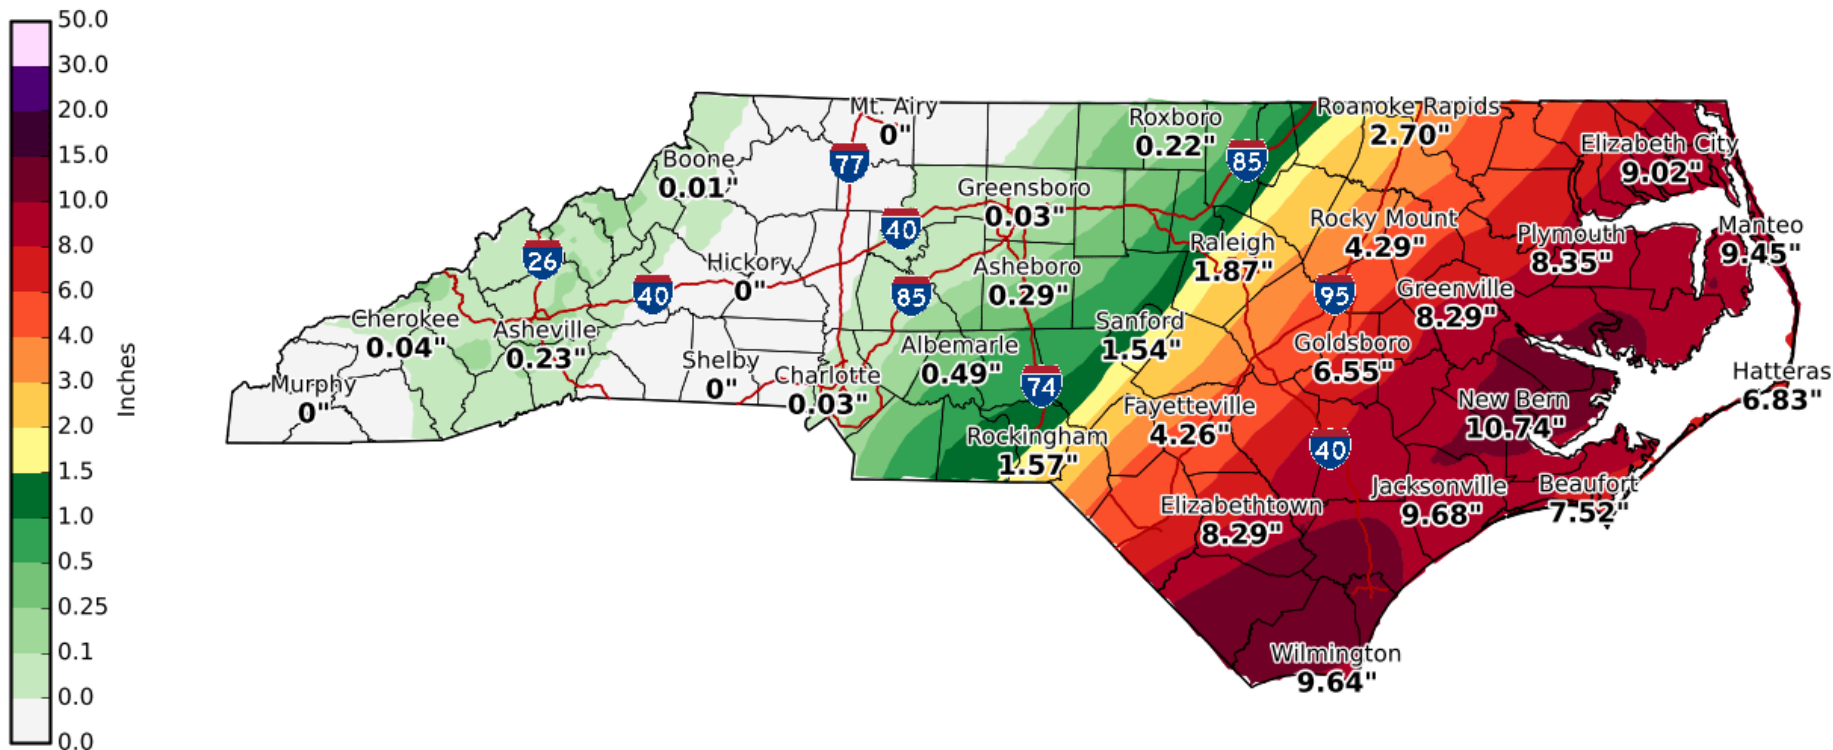 50.0
30.0
20.0
15.0
10.0
8.0
6.0
4.0
3.0
2.0
1.5
1.0
0.5
0.25
0.1
0.0
0.0
Inches
Mt. Airy
0"
77
Roxboro
0.22"
85
Roanoke Rapids
2.70"
Elizabeth City
9.02"
Boone
0.01"
Greensboro
0.03"
40
26
40
Hickory
0"
85
Asheboro
0.29"
Raleigh
1.87"
Rocky Mount
4.29"
Plymouth
8.35"
Manteo
9.45"
95
Greenville
8.29"
Cherokee
0.04"
Asheville
0.23"
Sanford
1.54"
Goldsboro
6.55"
Murphy
0"
Shelby
0"
Charlotte
0.03"
Albemarle
0.49"
74
Hatteras
6.83"
Fayetteville
4.26"
New Bern
10.74"
Rockingham
1.57"
40
Elizabethtown
8.29"
Jacksonville
9.68"
Beaufort
7.52"
Wilmington
9.64"